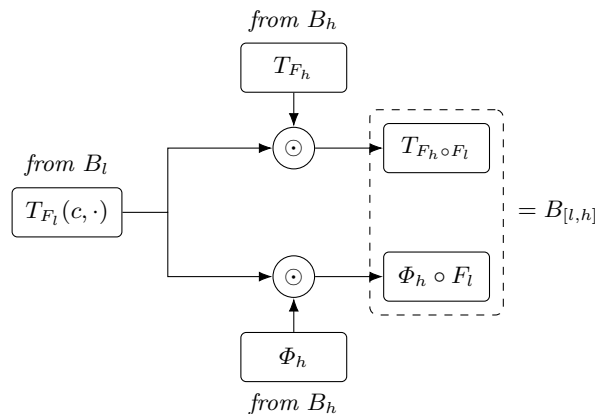 from B_h
T_{F_h}
⊙
T_{F_h∘F_l}
from B_l
T_{F_l}(c, ·)
= B_{[l,h]}
⊙
Φ_h ∘ F_l
Φ_h
from B_h